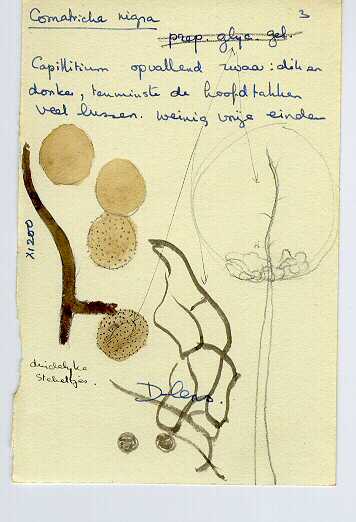 Comatricha nigra
3
prep. glyc. gel.
Capillitium opvallend zwaar: dik en
donker, tenminste de hoofdtakken
veel lussen. weinig vrije einden
x1200
duidelijke
Stekeltjes.